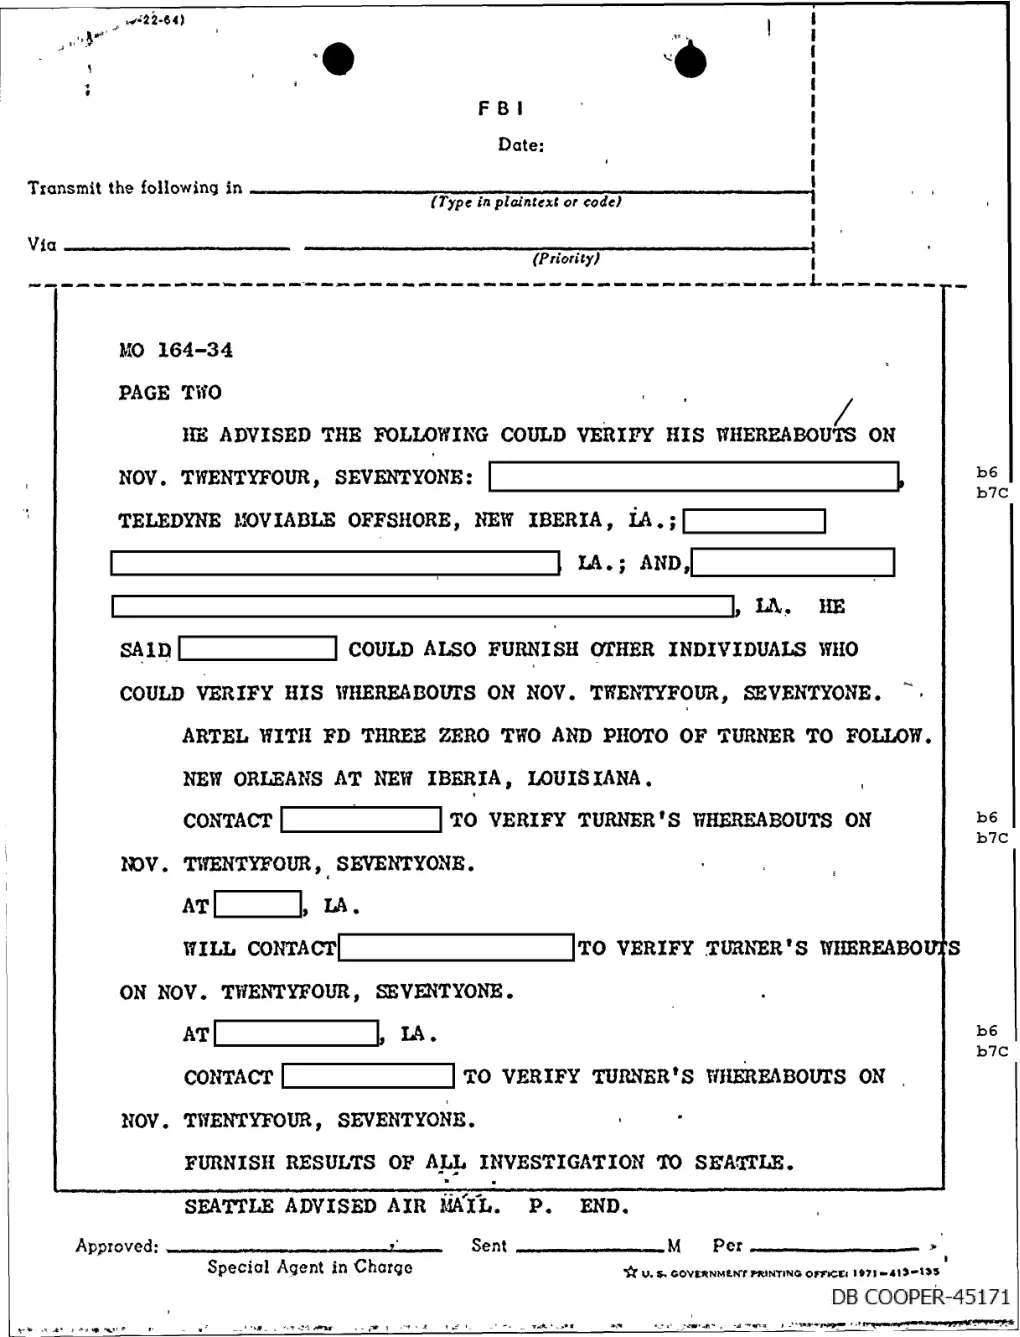 -22-64)
FBI
Date:
Transmit the following in
(Type in plaintext or code)
Via
(Priority)
MO 164-34
PAGE TWO
HE ADVISED THE FOLLOWING COULD VERIFY HIS WHEREABOUTS ON
NOV. TWENTYFOUR, SEVENTYONE: , b6
b7C
TELEDYNE MOVIABLE OFFSHORE, NEW IBERIA, LA.;
LA.; AND,
, LA. HE
SAID COULD ALSO FURNISH OTHER INDIVIDUALS WHO
COULD VERIFY HIS WHEREABOUTS ON NOV. TWENTYFOUR, SEVENTYONE.
ARTEL WITH FD THREE ZERO TWO AND PHOTO OF TURNER TO FOLLOW.
NEW ORLEANS AT NEW IBERIA, LOUISIANA.
CONTACT TO VERIFY TURNER'S WHEREABOUTS ON b6
b7C
NOV. TWENTYFOUR, SEVENTYONE.
AT , LA.
WILL CONTACT TO VERIFY TURNER'S WHEREABOUTS
ON NOV. TWENTYFOUR, SEVENTYONE.
AT , LA. b6
b7C
CONTACT TO VERIFY TURNER'S WHEREABOUTS ON
NOV. TWENTYFOUR, SEVENTYONE.
FURNISH RESULTS OF ALL INVESTIGATION TO SEATTLE.
SEATTLE ADVISED AIR MAIL. P. END.
Approved: Sent M Per
Special Agent in Charge
☆ U. S. GOVERNMENT PRINTING OFFICE: 1971-413-135
DB COOPER-45171